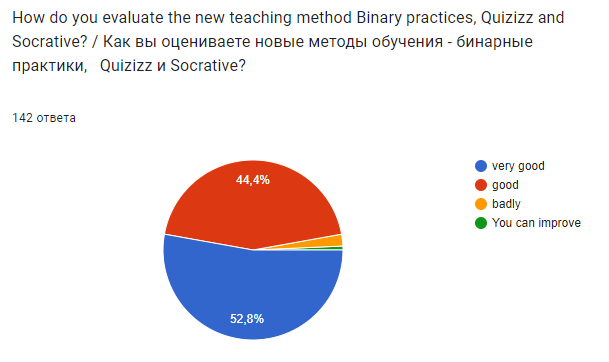 How do you evaluate the new teaching method Binary practices, Quizizz and
Socrative? / Как вы оцениваете новые методы обучения - бинарные
практики, Quizizz и Socrative?
142 ответа
44,4%
52,8%
very good
good
badly
You can improve